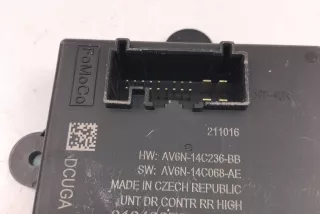 FoMoCo
211016
HW: AV6N-14C236-BB
SW: AV6N-14C068-AE
MADE IN CZECH REPUBLIC
UNT DR CONTR RR HIGH
-DCUGA